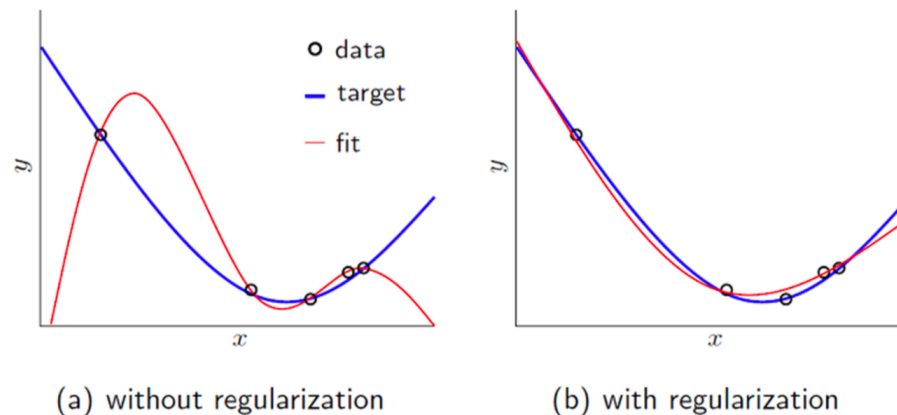 data
target
fit
y
x
y
x
(a) without regularization
(b) with regularization